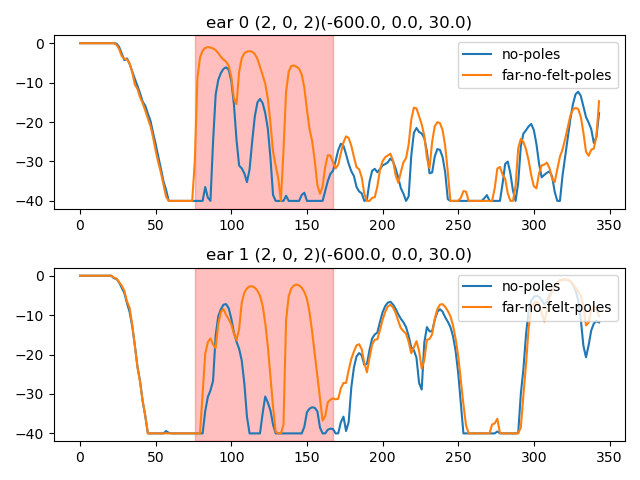 ear 0 (2, 0, 2)(-600.0, 0.0, 30.0)
0
−10
−20
−30
−40
no-poles
far-no-felt-poles
0 50 100 150 200 250 300 350
ear 1 (2, 0, 2)(-600.0, 0.0, 30.0)
0
−10
−20
−30
−40
no-poles
far-no-felt-poles
0 50 100 150 200 250 300 350